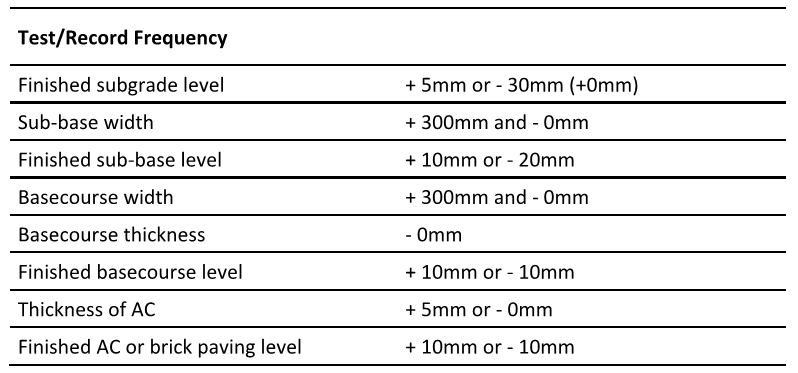 Test/Record Frequency
Finished subgrade level + 5mm or - 30mm (+0mm)
Sub-base width + 300mm and - 0mm
Finished sub-base level + 10mm or - 20mm
Basecourse width + 300mm and - 0mm
Basecourse thickness - 0mm
Finished basecourse level + 10mm or - 10mm
Thickness of AC + 5mm or - 0mm
Finished AC or brick paving level + 10mm or - 10mm